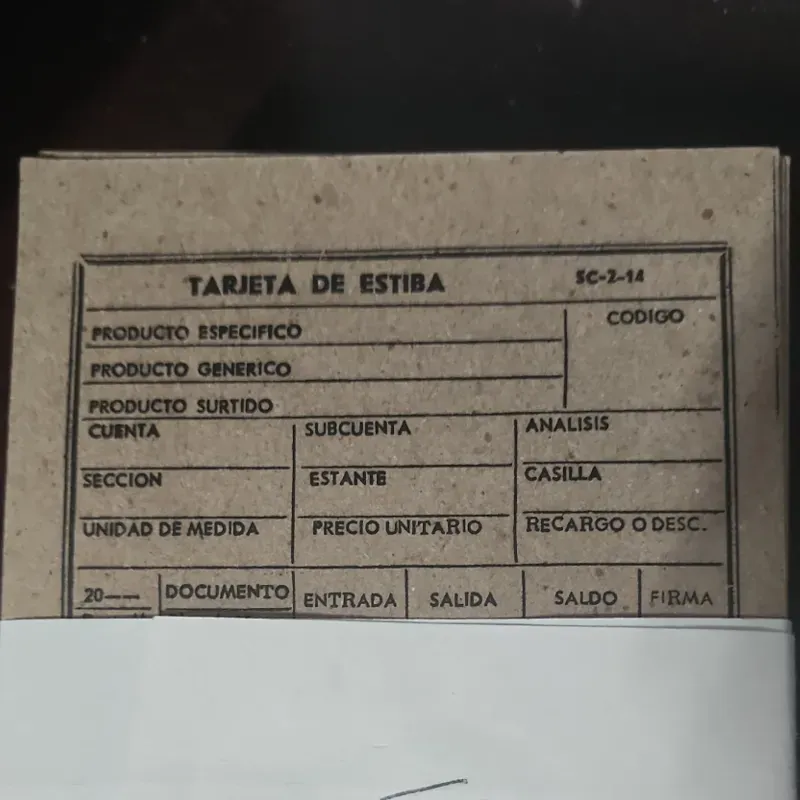 TARJETA DE ESTIBA SC-2-14
PRODUCTO ESPECIFICO CODIGO
PRODUCTO GENERICO
PRODUCTO SURTIDO
CUENTA SUBCUENTA ANALISIS
SECCION ESTANTE CASILLA
UNIDAD DE MEDIDA PRECIO UNITARIO RECARGO O DESC.
20-- DOCUMENTO ENTRADA SALIDA SALDO FIRMA